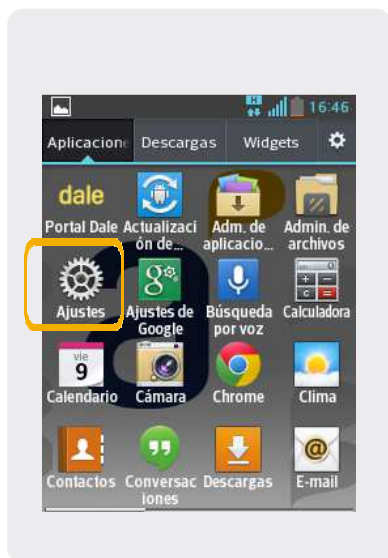 H 16:46
Aplicacione Descargas Widgets
dale
Portal Dale Actualizaci Adm. de Admin. de
ón de... aplicacio... archivos
8
Ajustes Ajustes de Búsqueda Calculadora
Google por voz
vie
9
Calendario Cámara Chrome Clima
@
Contactos Conversac Descargas E-mail
iones